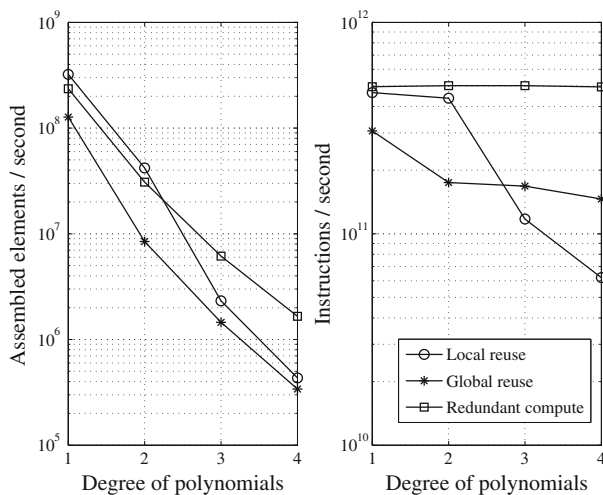 Assembled elements / second
10^9
10^8
10^7
10^6
10^5
1 2 3 4
Degree of polynomials
Instructions / second
10^12
10^11
10^10
1 2 3 4
Degree of polynomials
Local reuse
Global reuse
Redundant compute